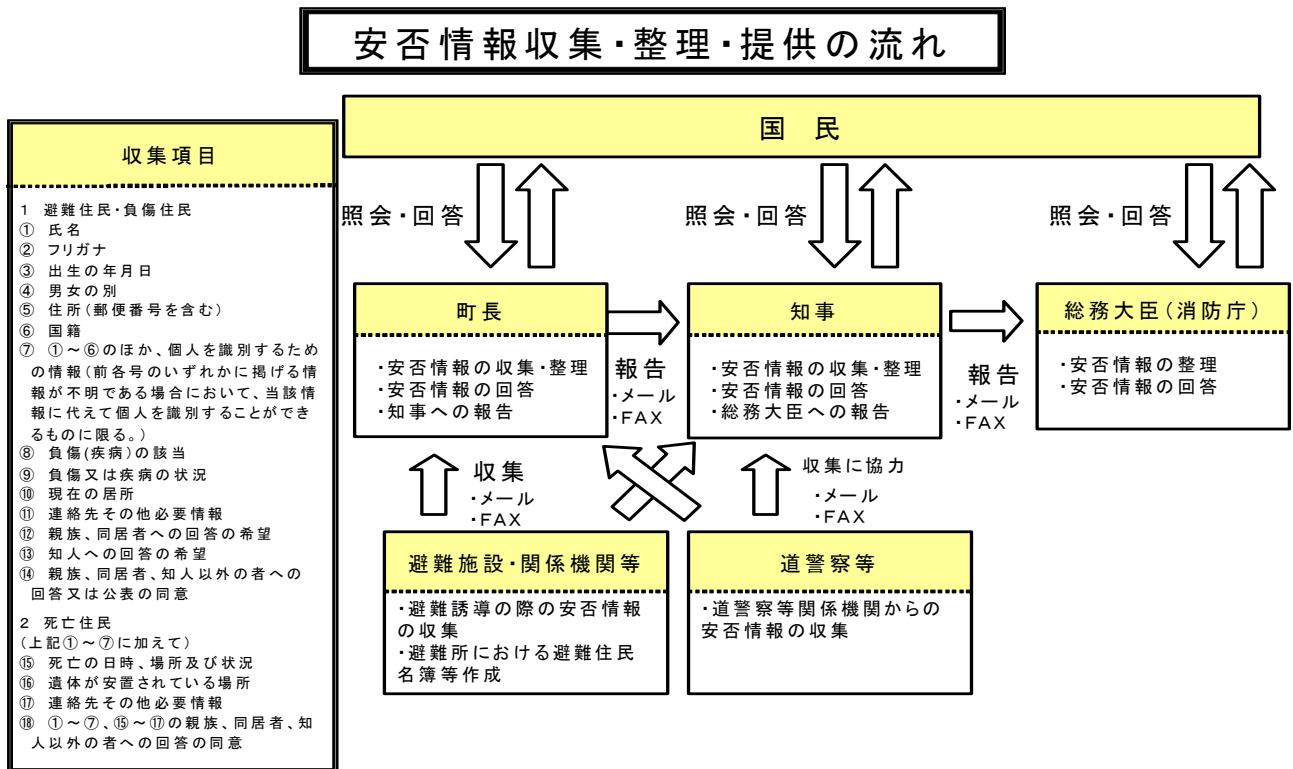 安否情報収集・整理・提供の流れ
国 民
収集項目
1 避難住民・負傷住民
① 氏名
② フリガナ
③ 出生の年月日
④ 男女の別
⑤ 住所(郵便番号を含む)
⑥ 国籍
⑦ ①～⑥のほか、個人を識別するため
の情報(前各号のいずれかに掲げる情
報が不明である場合において、当該情
報に代えて個人を識別することができ
るものに限る。)
⑧ 負傷(疾病)の該当
⑨ 負傷又は疾病の状況
⑩ 現在の居所
⑪ 連絡先その他必要情報
⑫ 親族、同居者への回答の希望
⑬ 知人への回答の希望
⑭ 親族、同居者、知人以外の者への
回答又は公表の同意
2 死亡住民
(上記①～⑦に加えて)
⑮ 死亡の日時、場所及び状況
⑯ 遺体が安置されている場所
⑰ 連絡先その他必要情報
⑱ ①～⑦、⑮～⑰の親族、同居者、知
人以外の者への回答の同意
照会・回答
照会・回答
照会・回答
町長
・安否情報の収集・整理
・安否情報の回答
・知事への報告
報告
・メール
・FAX
知事
・安否情報の収集・整理
・安否情報の回答
・総務大臣への報告
報告
・メール
・FAX
総務大臣(消防庁)
・安否情報の整理
・安否情報の回答
収集
・メール
・FAX
収集に協力
・メール
・FAX
避難施設・関係機関等
・避難誘導の際の安否情報
の収集
・避難所における避難住民
名簿等作成
道警察等
・道警察等関係機関からの
安否情報の収集